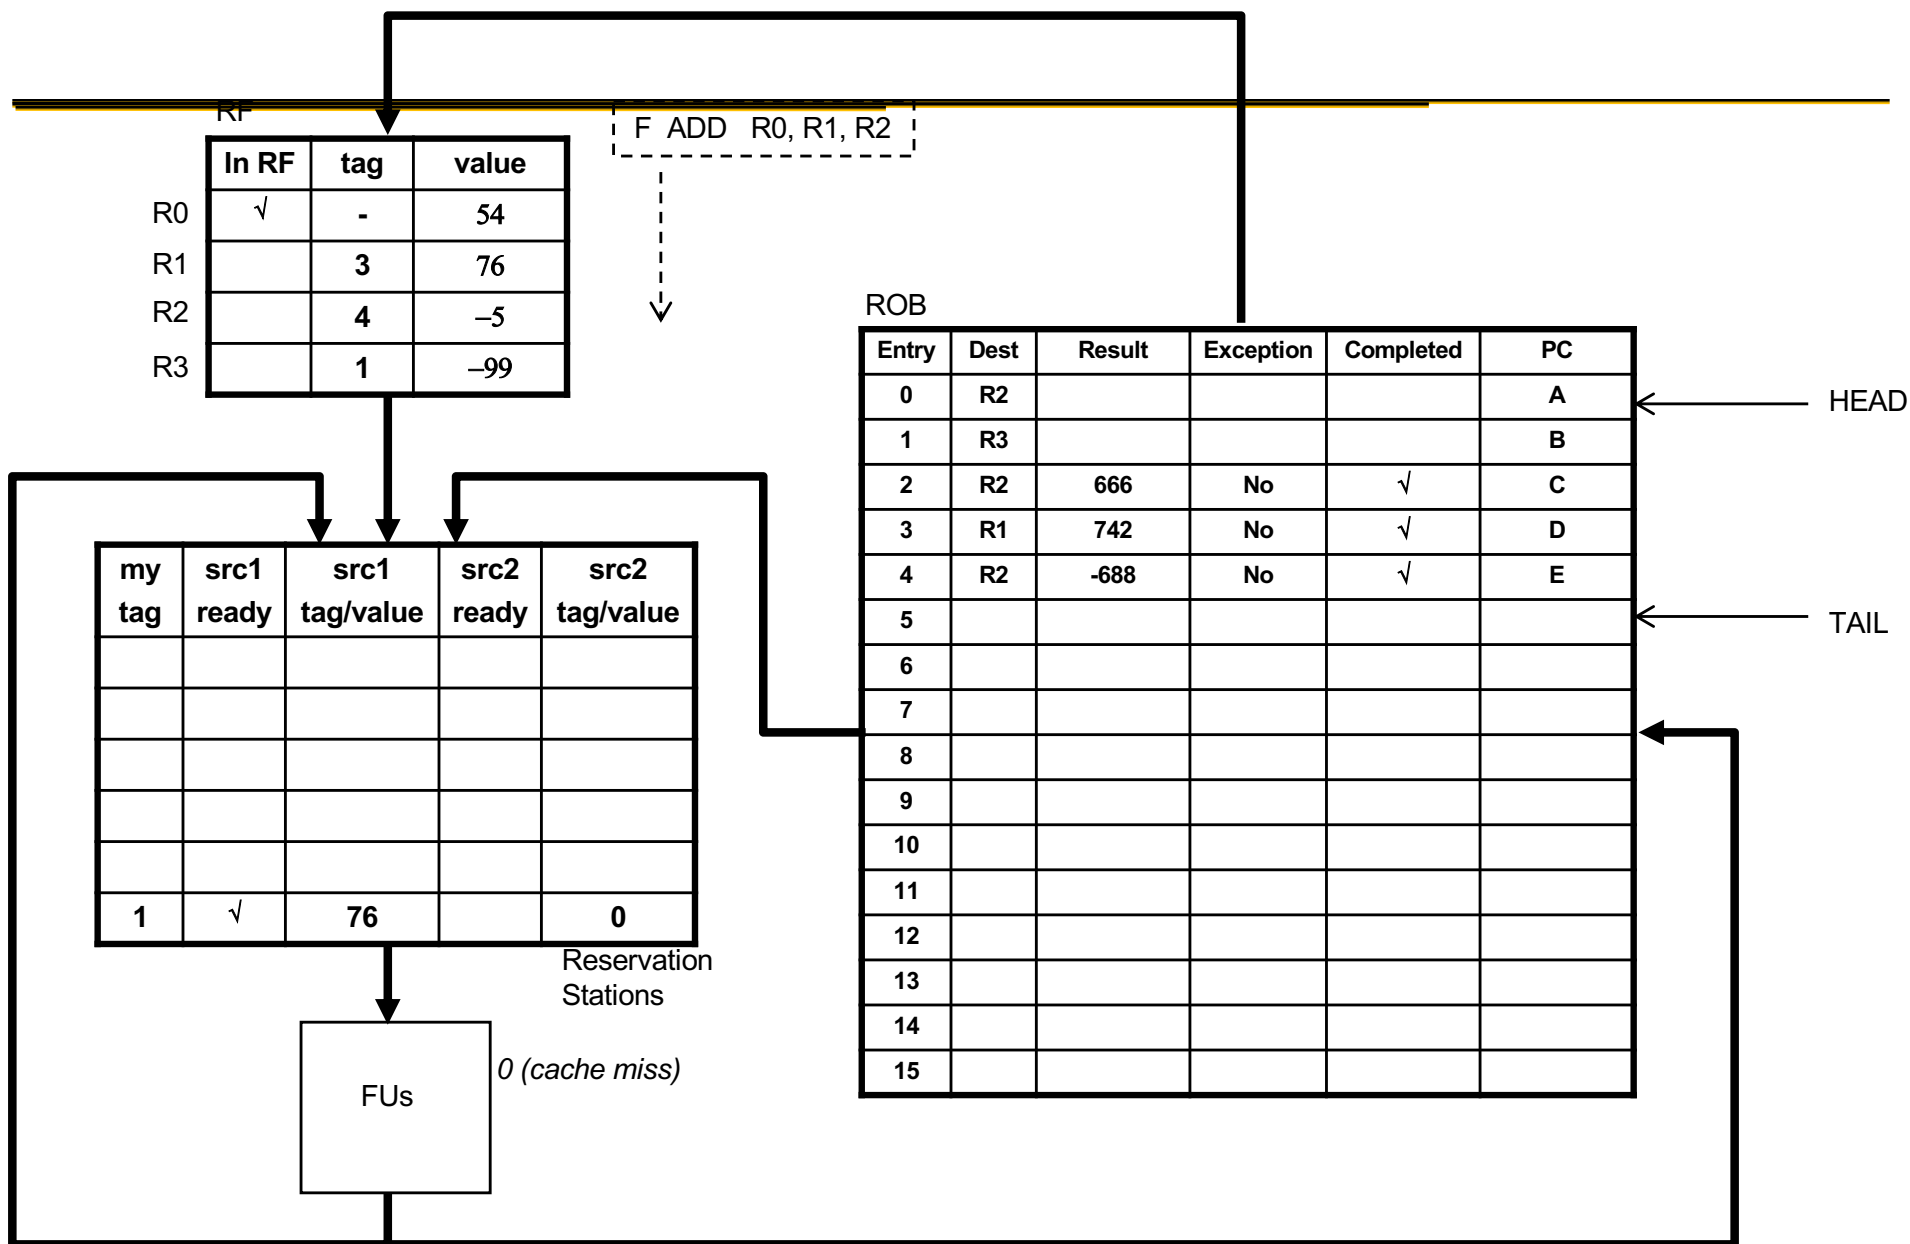 RF
F ADD R0, R1, R2
In RF tag value
R0 √ - 54
R1 3 76
R2 4 –5
R3 1 –99
ROB
Entry Dest Result Exception Completed PC
0 R2 A
HEAD
1 R3 B
2 R2 666 No √ C
3 R1 742 No √ D
4 R2 -688 No √ E
5
TAIL
6
7
8
9
10
11
12
13
14
15
my src1 src1 src2 src2
tag ready tag/value ready tag/value
1 √ 76 0
Reservation
Stations
FUs
0 (cache miss)